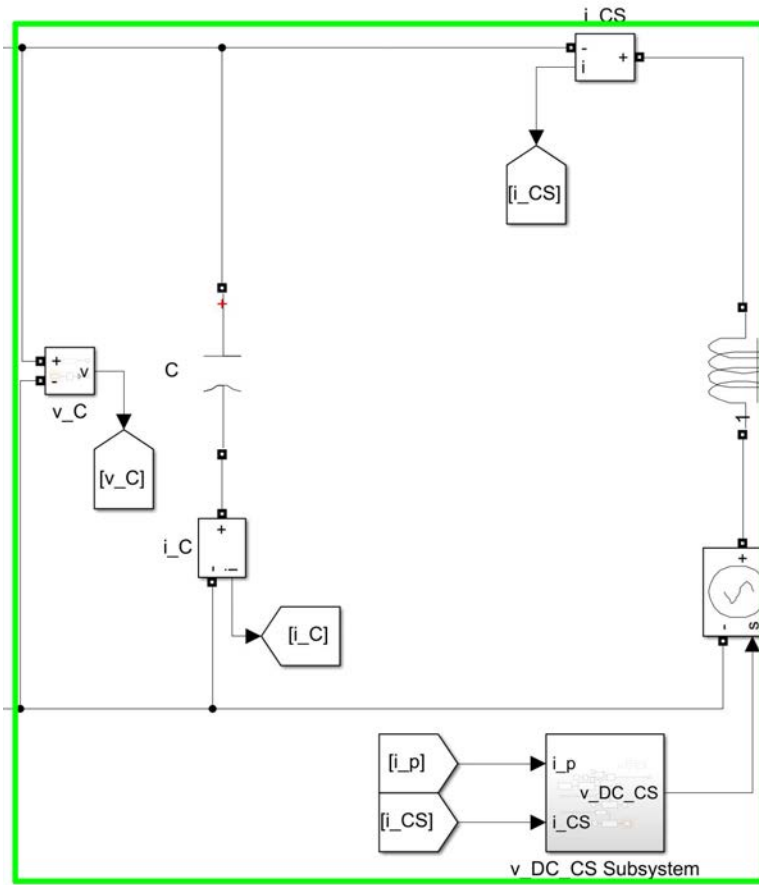 i_CS
-
i
+
[i_CS]
+
+
-
v
v_C
[v_C]
C
1
i_C
+
-
i
[i_C]
+
-
s
[i_p]
[i_CS]
i_p
i_CS
v_DC_CS
v_DC_CS Subsystem